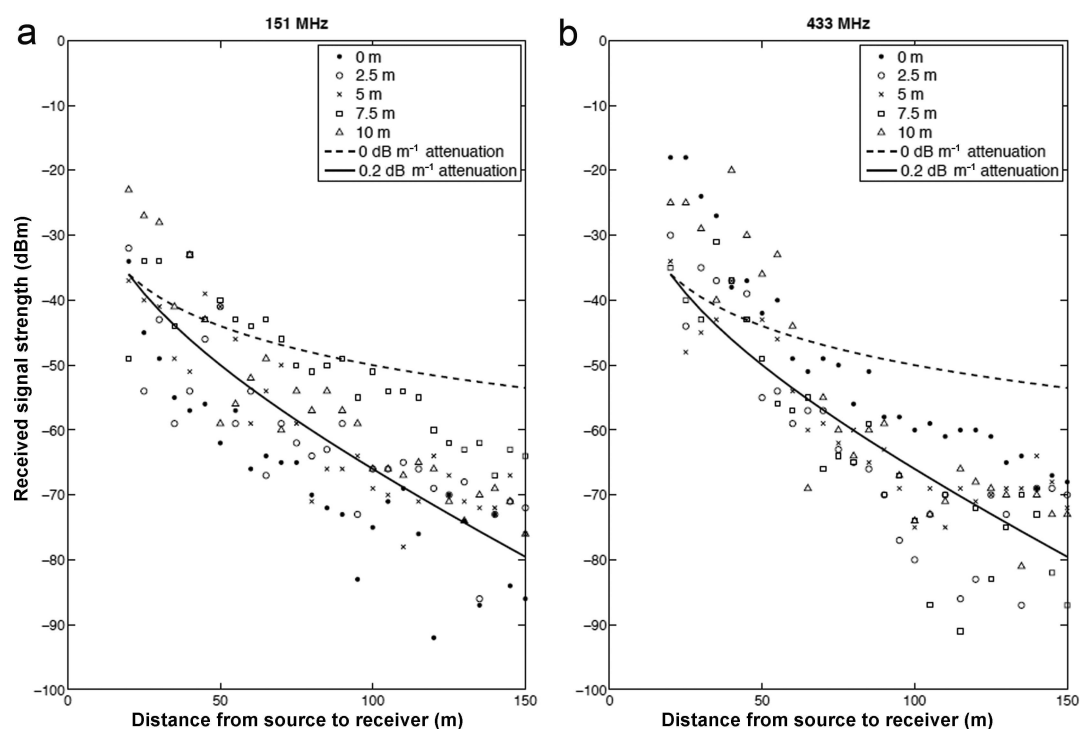 a
151 MHz
0
−10
−20
−30
−40
−50
−60
−70
−80
−90
−100
0
50
100
150
Received signal strength (dBm)
Distance from source to receiver (m)
0 m
2.5 m
5 m
7.5 m
10 m
0 dB m⁻¹ attenuation
0.2 dB m⁻¹ attenuation
b
433 MHz
0
−10
−20
−30
−40
−50
−60
−70
−80
−90
−100
0
50
100
150
Distance from source to receiver (m)
0 m
2.5 m
5 m
7.5 m
10 m
0 dB m⁻¹ attenuation
0.2 dB m⁻¹ attenuation